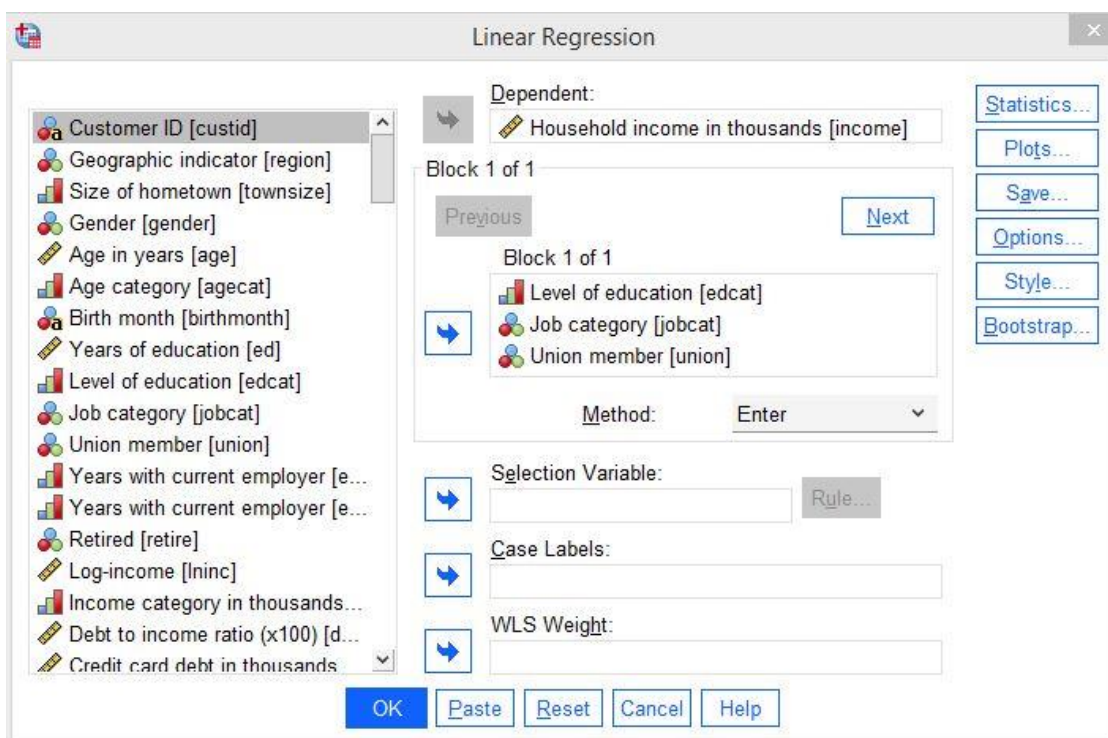 Linear Regression
Customer ID [custid]
Geographic indicator [region]
Size of hometown [townsize]
Gender [gender]
Age in years [age]
Age category [agecat]
Birth month [birthmonth]
Years of education [ed]
Level of education [edcat]
Job category [jobcat]
Union member [union]
Years with current employer [e...
Years with current employer [e...
Retired [retire]
Log-income [lninc]
Income category in thousands...
Debt to income ratio (x100) [d...
Credit card debt in thousands
Dependent:
Household income in thousands [income]
Block 1 of 1
Previous
Next
Block 1 of 1
Level of education [edcat]
Job category [jobcat]
Union member [union]
Method:
Enter
Selection Variable:
Rule...
Case Labels:
WLS Weight:
Statistics...
Plots...
Save...
Options...
Style...
Bootstrap...
OK
Paste
Reset
Cancel
Help